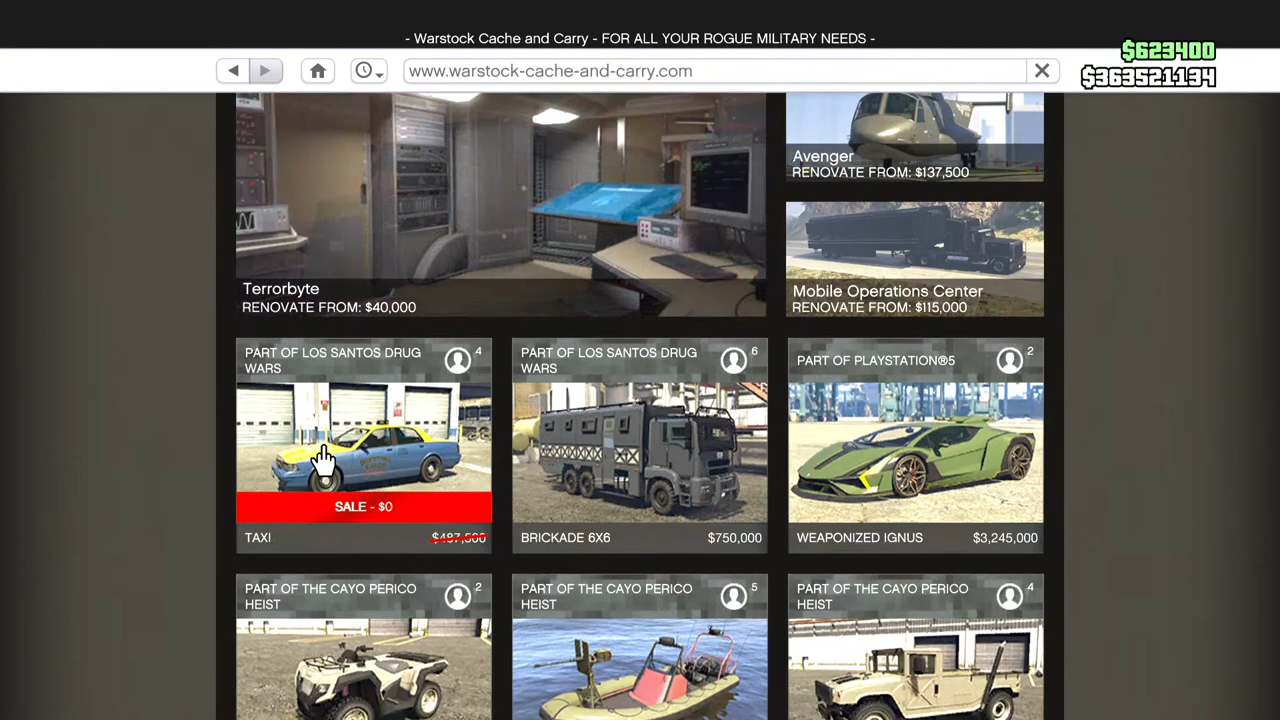 - Warstock Cache and Carry - FOR ALL YOUR ROGUE MILITARY NEEDS -
$623400
www.warstock-cache-and-carry.com
$363521134
Avenger
RENOVATE FROM: $137,500
Terrorbyte
RENOVATE FROM: $40,000
Mobile Operations Center
RENOVATE FROM: $115,000
PART OF LOS SANTOS DRUG
WARS
4
PART OF LOS SANTOS DRUG
WARS
6
PART OF PLAYSTATION®5
2
SALE - $0
TAXI
$487,500
BRICKADE 6X6
$750,000
WEAPONIZED IGNUS
$3,245,000
PART OF THE CAYO PERICO
HEIST
2
PART OF THE CAYO PERICO
HEIST
5
PART OF THE CAYO PERICO
HEIST
4